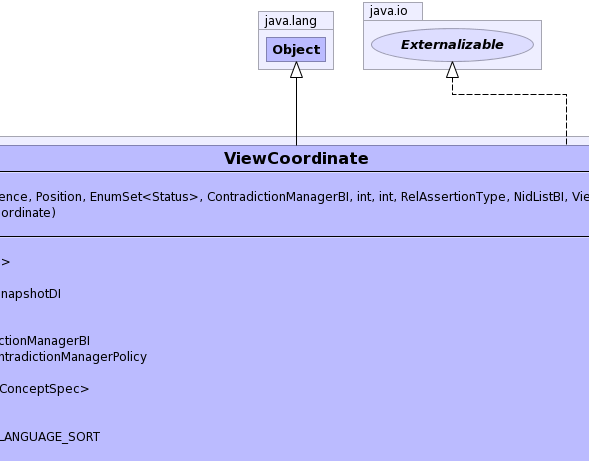 java.lang
java.io
Object
Externalizable
ViewCoordinate
ence, Position, EnumSet<Status>, ContradictionManagerBI, int, int, RelAssertionType, NidListBI, Vie
ordinate)
>
napshotDI
ctionManagerBI
ntradictionManagerPolicy
ConceptSpec>
LANGUAGE_SORT